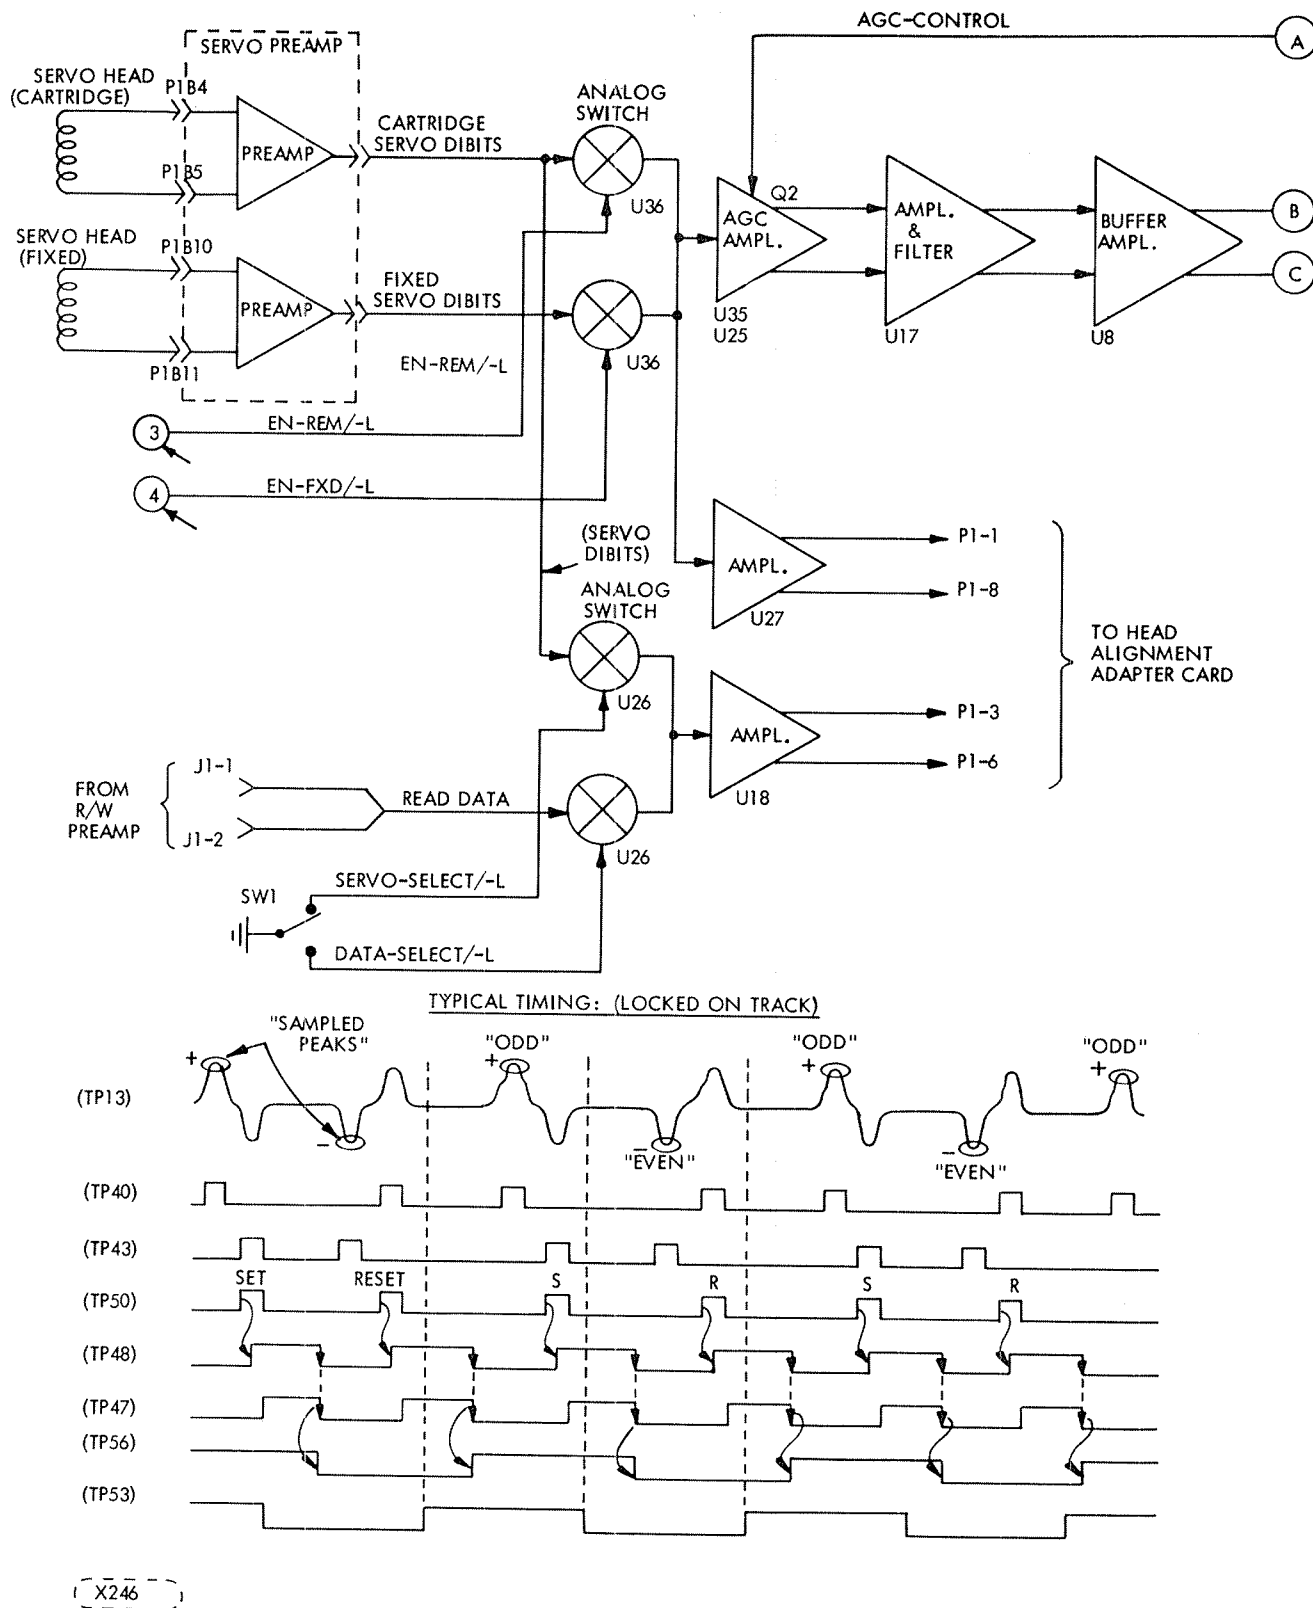 AGC-CONTROL
A
SERVO PREAMP
SERVO HEAD
(CARTRIDGE)
P1B4
PREAMP
P1B5
CARTRIDGE
SERVO DIBITS
ANALOG
SWITCH
U36
Q2
AGC
AMPL.
U35
U25
AMPL.
&
FILTER
U17
BUFFER
AMPL.
U8
B
C
SERVO HEAD
(FIXED)
P1B10
PREAMP
P1B11
FIXED
SERVO DIBITS
U36
EN-REM/-L
3
EN-REM/-L
4
EN-FXD/-L
(SERVO
DIBITS)
AMPL.
U27
P1-1
P1-8
ANALOG
SWITCH
U26
AMPL.
U18
P1-3
P1-6
TO HEAD
ALIGNMENT
ADAPTER CARD
FROM
R/W
PREAMP
J1-1
J1-2
READ DATA
U26
SW1
SERVO-SELECT/-L
DATA-SELECT/-L
TYPICAL TIMING: (LOCKED ON TRACK)
"SAMPLED
PEAKS"
"ODD"
"ODD"
"ODD"
+
+
+
+
(TP13)
−
−
−
"EVEN"
"EVEN"
(TP40)
(TP43)
SET
RESET
S
R
S
R
(TP50)
(TP48)
(TP47)
(TP56)
(TP53)
X246